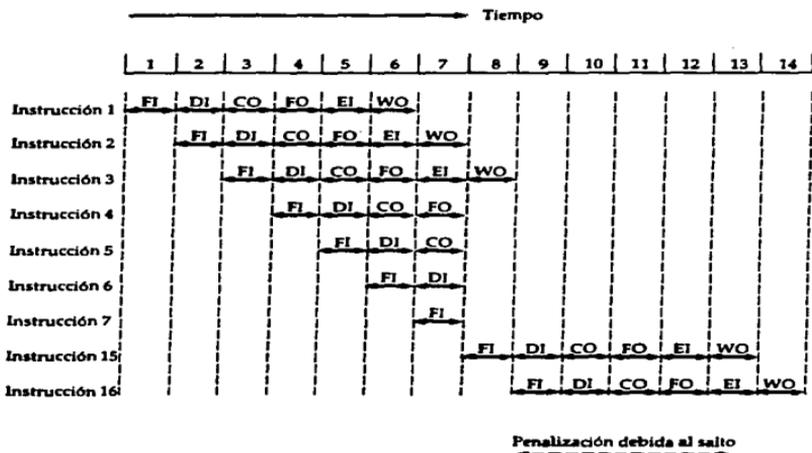 Tiempo
1 2 3 4 5 6 7 8 9 10 11 12 13 14
Instrucción 1 FI DI CO FO EI WO
Instrucción 2 FI DI CO FO EI WO
Instrucción 3 FI DI CO FO EI WO
Instrucción 4 FI DI CO FO
Instrucción 5 FI DI CO
Instrucción 6 FI DI
Instrucción 7 FI
Instrucción 15 FI DI CO FO EI WO
Instrucción 16 FI DI CO FO EI WO
Penalización debida al salto